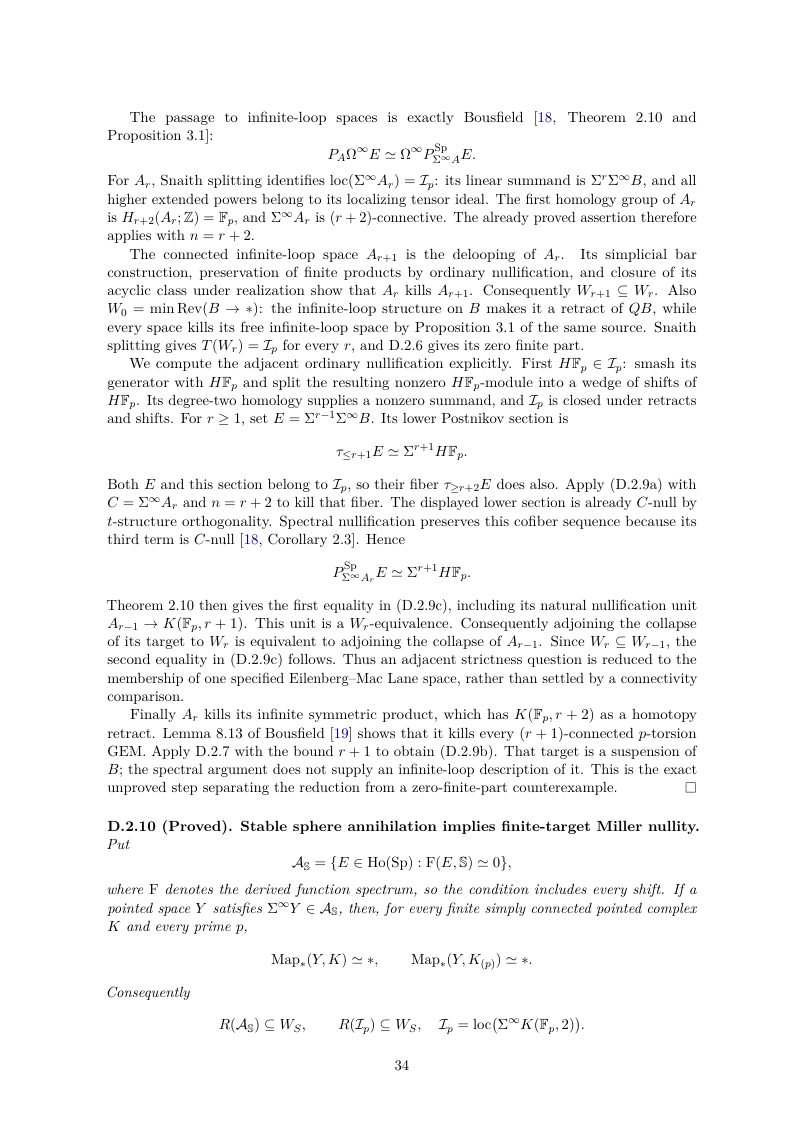 The passage to infinite-loop spaces is exactly Bousfield [18, Theorem 2.10 and
Proposition 3.1]:
P_A Ω^∞ E ≃ Ω^∞ P^{Sp}_{Σ^∞ A} E.
For A_r, Snaith splitting identifies loc(Σ^∞ A_r) = I_p: its linear summand is Σ^r Σ^∞ B, and all
higher extended powers belong to its localizing tensor ideal. The first homology group of A_r
is H_{r+2}(A_r; ℤ) = 𝔽_p, and Σ^∞ A_r is (r + 2)-connective. The already proved assertion therefore
applies with n = r + 2.
The connected infinite-loop space A_{r+1} is the delooping of A_r. Its simplicial bar
construction, preservation of finite products by ordinary nullification, and closure of its
acyclic class under realization show that A_r kills A_{r+1}. Consequently W_{r+1} ⊆ W_r. Also
W_0 = min Rev(B → *): the infinite-loop structure on B makes it a retract of QB, while
every space kills its free infinite-loop space by Proposition 3.1 of the same source. Snaith
splitting gives T(W_r) = I_p for every r, and D.2.6 gives its zero finite part.
We compute the adjacent ordinary nullification explicitly. First H𝔽_p ∈ I_p: smash its
generator with H𝔽_p and split the resulting nonzero H𝔽_p-module into a wedge of shifts of
H𝔽_p. Its degree-two homology supplies a nonzero summand, and I_p is closed under retracts
and shifts. For r ≥ 1, set E = Σ^{r−1} Σ^∞ B. Its lower Postnikov section is
τ_{≤r+1} E ≃ Σ^{r+1} H𝔽_p.
Both E and this section belong to I_p, so their fiber τ_{≥r+2} E does also. Apply (D.2.9a) with
C = Σ^∞ A_r and n = r + 2 to kill that fiber. The displayed lower section is already C-null by
t-structure orthogonality. Spectral nullification preserves this cofiber sequence because its
third term is C-null [18, Corollary 2.3]. Hence
P^{Sp}_{Σ^∞ A_r} E ≃ Σ^{r+1} H𝔽_p.
Theorem 2.10 then gives the first equality in (D.2.9c), including its natural nullification unit
A_{r−1} → K(𝔽_p, r + 1). This unit is a W_r-equivalence. Consequently adjoining the collapse
of its target to W_r is equivalent to adjoining the collapse of A_{r−1}. Since W_r ⊆ W_{r−1}, the
second equality in (D.2.9c) follows. Thus an adjacent strictness question is reduced to the
membership of one specified Eilenberg–Mac Lane space, rather than settled by a connectivity
comparison.
Finally A_r kills its infinite symmetric product, which has K(𝔽_p, r + 2) as a homotopy
retract. Lemma 8.13 of Bousfield [19] shows that it kills every (r + 1)-connected p-torsion
GEM. Apply D.2.7 with the bound r + 1 to obtain (D.2.9b). That target is a suspension of
B; the spectral argument does not supply an infinite-loop description of it. This is the exact
unproved step separating the reduction from a zero-finite-part counterexample. □
D.2.10 (Proved). Stable sphere annihilation implies finite-target Miller nullity.
Put
A_𝕊 = {E ∈ Ho(Sp) : F(E, 𝕊) ≃ 0},
where F denotes the derived function spectrum, so the condition includes every shift. If a
pointed space Y satisfies Σ^∞ Y ∈ A_𝕊, then, for every finite simply connected pointed complex
K and every prime p,
Map_*(Y, K) ≃ *, Map_*(Y, K_{(p)}) ≃ *.
Consequently
R(A_𝕊) ⊆ W_S, R(I_p) ⊆ W_S, I_p = loc(Σ^∞ K(𝔽_p, 2)).
34